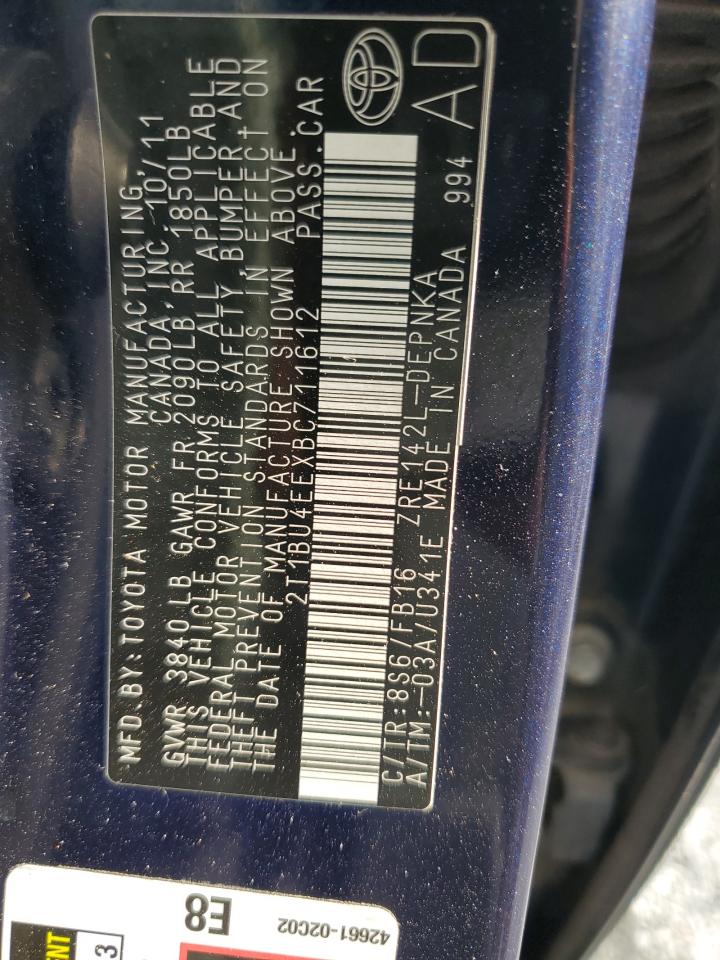 MFD.BY:TOYOTA MOTOR MANUFACTURING,
CANADA,INC. 10/11
GVWR 3840LB GAWR FR 2090LB RR 1850LB
THIS VEHICLE CONFORMS TO ALL APPLICABLE
FEDERAL MOTOR VEHICLE SAFETY,BUMPER,AND
THEFT PREVENTION STANDARDS IN EFFECT ON
THE DATE OF MANUFACTURE SHOWN ABOVE.
2T1BU4EEXBC711612 PASS.CAR
C/TR:8S6/FB16 ZRE142L-DEPNKA
A/TM:-03A/U341E MADE IN CANADA 994
AD
E8
42661-02C02
3